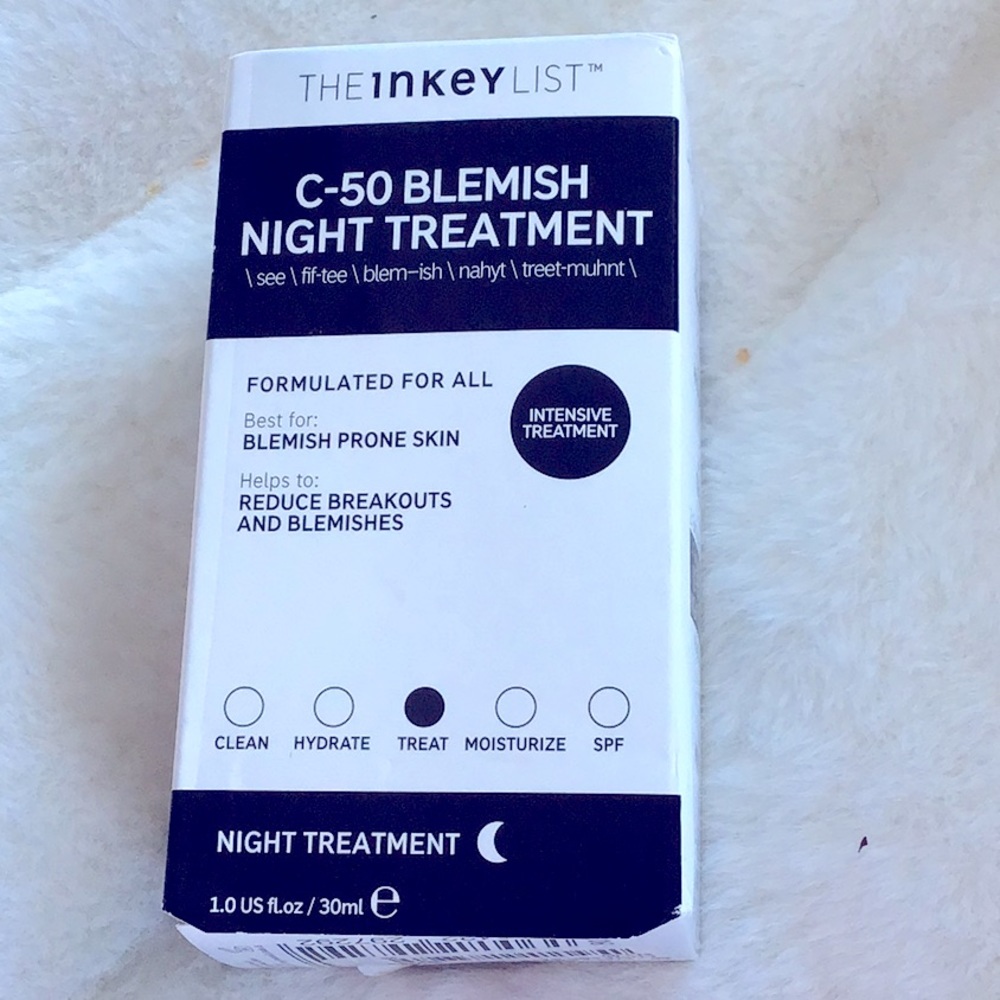 THE INKEY LIST™
C-50 BLEMISH
NIGHT TREATMENT
\ see \ fif-tee \ blem-ish \ nahyt \ treet-muhnt \
FORMULATED FOR ALL
Best for:
BLEMISH PRONE SKIN
INTENSIVE
TREATMENT
Helps to:
REDUCE BREAKOUTS
AND BLEMISHES
CLEAN HYDRATE TREAT MOISTURIZE SPF
NIGHT TREATMENT
1.0 US fl.oz / 30ml ℮